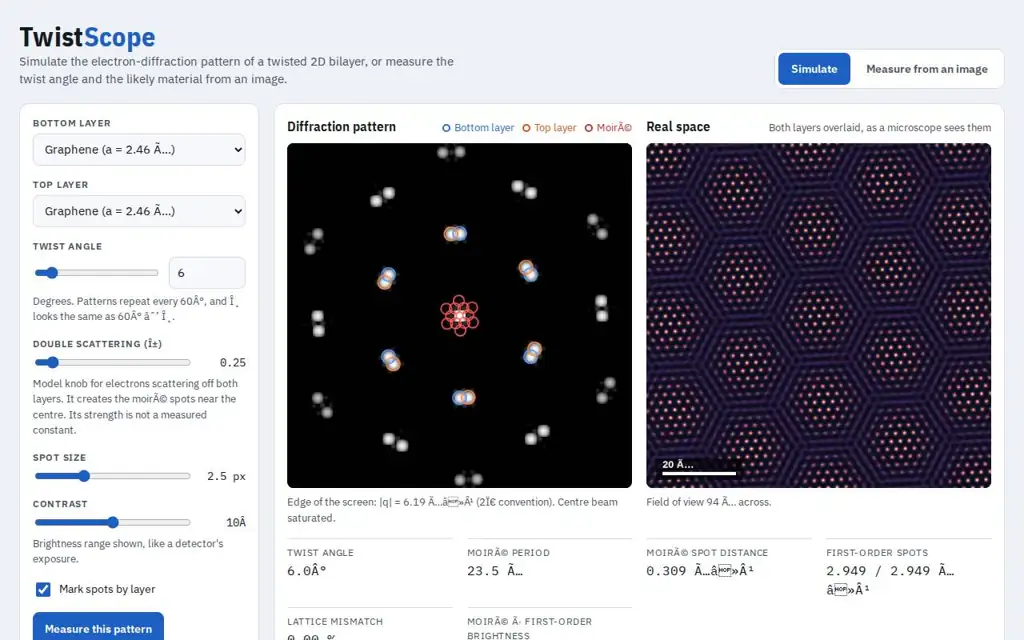 TwistScope
Simulate the electron-diffraction pattern of a twisted 2D bilayer, or measure the
twist angle and the likely material from an image.
Simulate
Measure from an image
BOTTOM LAYER
Graphene (a = 2.46 Ã…)
TOP LAYER
Graphene (a = 2.46 Ã…)
TWIST ANGLE
6
Degrees. Patterns repeat every 60Â°, and Î¸
looks the same as 60Â° âˆ’ Î¸.
DOUBLE SCATTERING (Î±)
0.25
Model knob for electrons scattering off both
layers. It creates the moirÃ© spots near the
centre. Its strength is not a measured
constant.
SPOT SIZE
2.5 px
CONTRAST
10Â
Brightness range shown, like a detector's
exposure.
Mark spots by layer
Measure this pattern
Diffraction pattern
Bottom layer
Top layer
MoirÃ©
Edge of the screen: |q| = 6.19 Ã…â»Â¹ (2Ï€ convention). Centre beam
saturated.
Real space
Both layers overlaid, as a microscope sees them
20 Ã…
Field of view 94 Ã… across.
TWIST ANGLE
6.0Â°
MOIRÃ© PERIOD
23.5 Ã…
MOIRÃ© SPOT DISTANCE
0.309 Ã…â»Â¹
FIRST-ORDER SPOTS
2.949 / 2.949 Ã…
â»Â¹
LATTICE MISMATCH
0.00 %
MOIRÃ© Ã· FIRST-ORDER
BRIGHTNESS